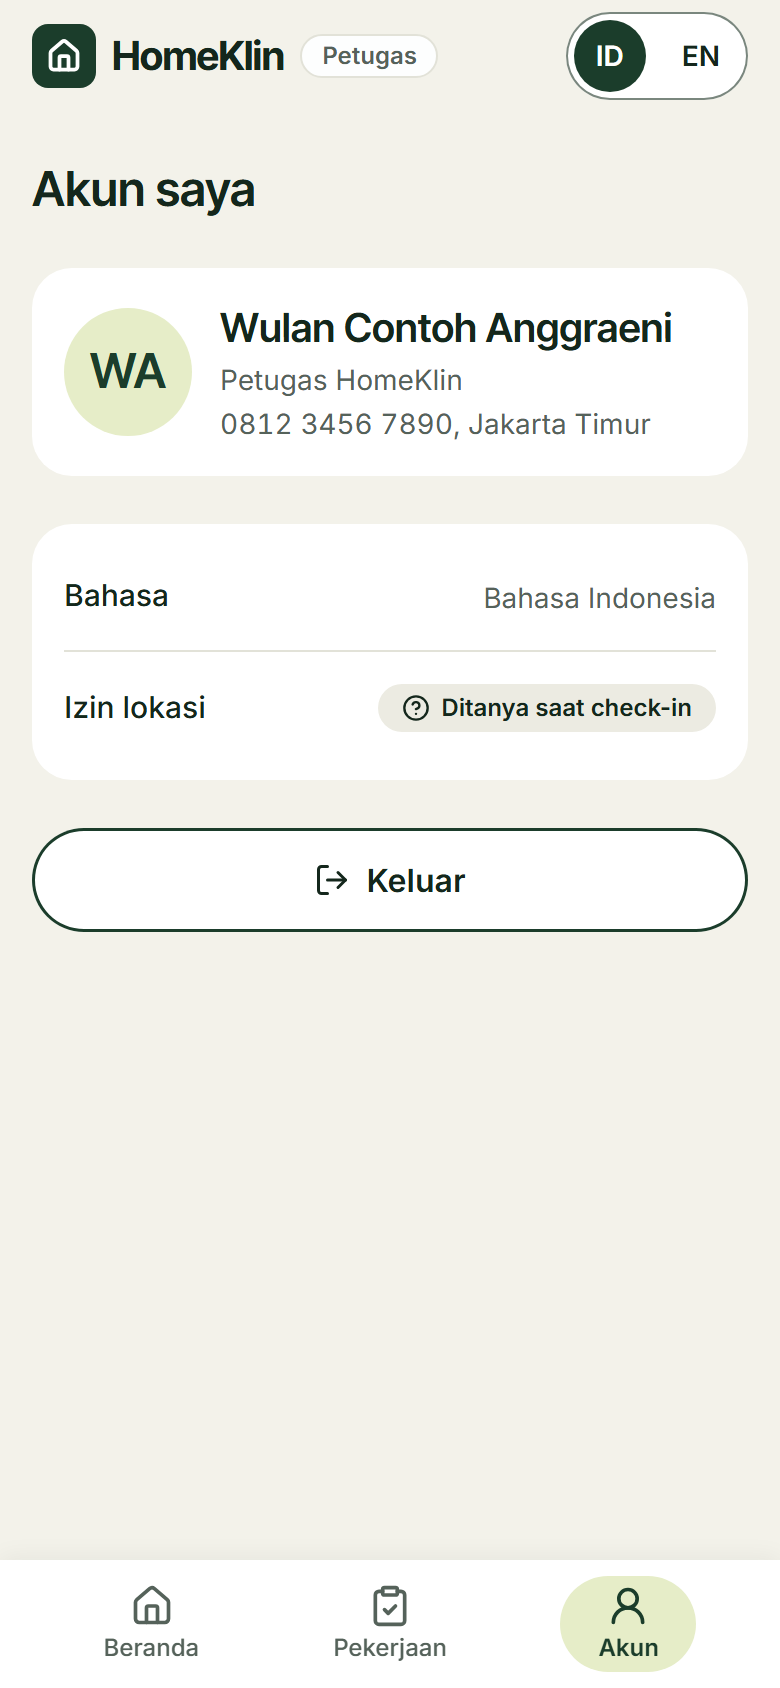 HomeKlin
Petugas
ID
EN
Akun saya
WA
Wulan Contoh Anggraeni
Petugas HomeKlin
0812 3456 7890, Jakarta Timur
Bahasa
Bahasa Indonesia
Izin lokasi
Ditanya saat check-in
Keluar
Beranda
Pekerjaan
Akun